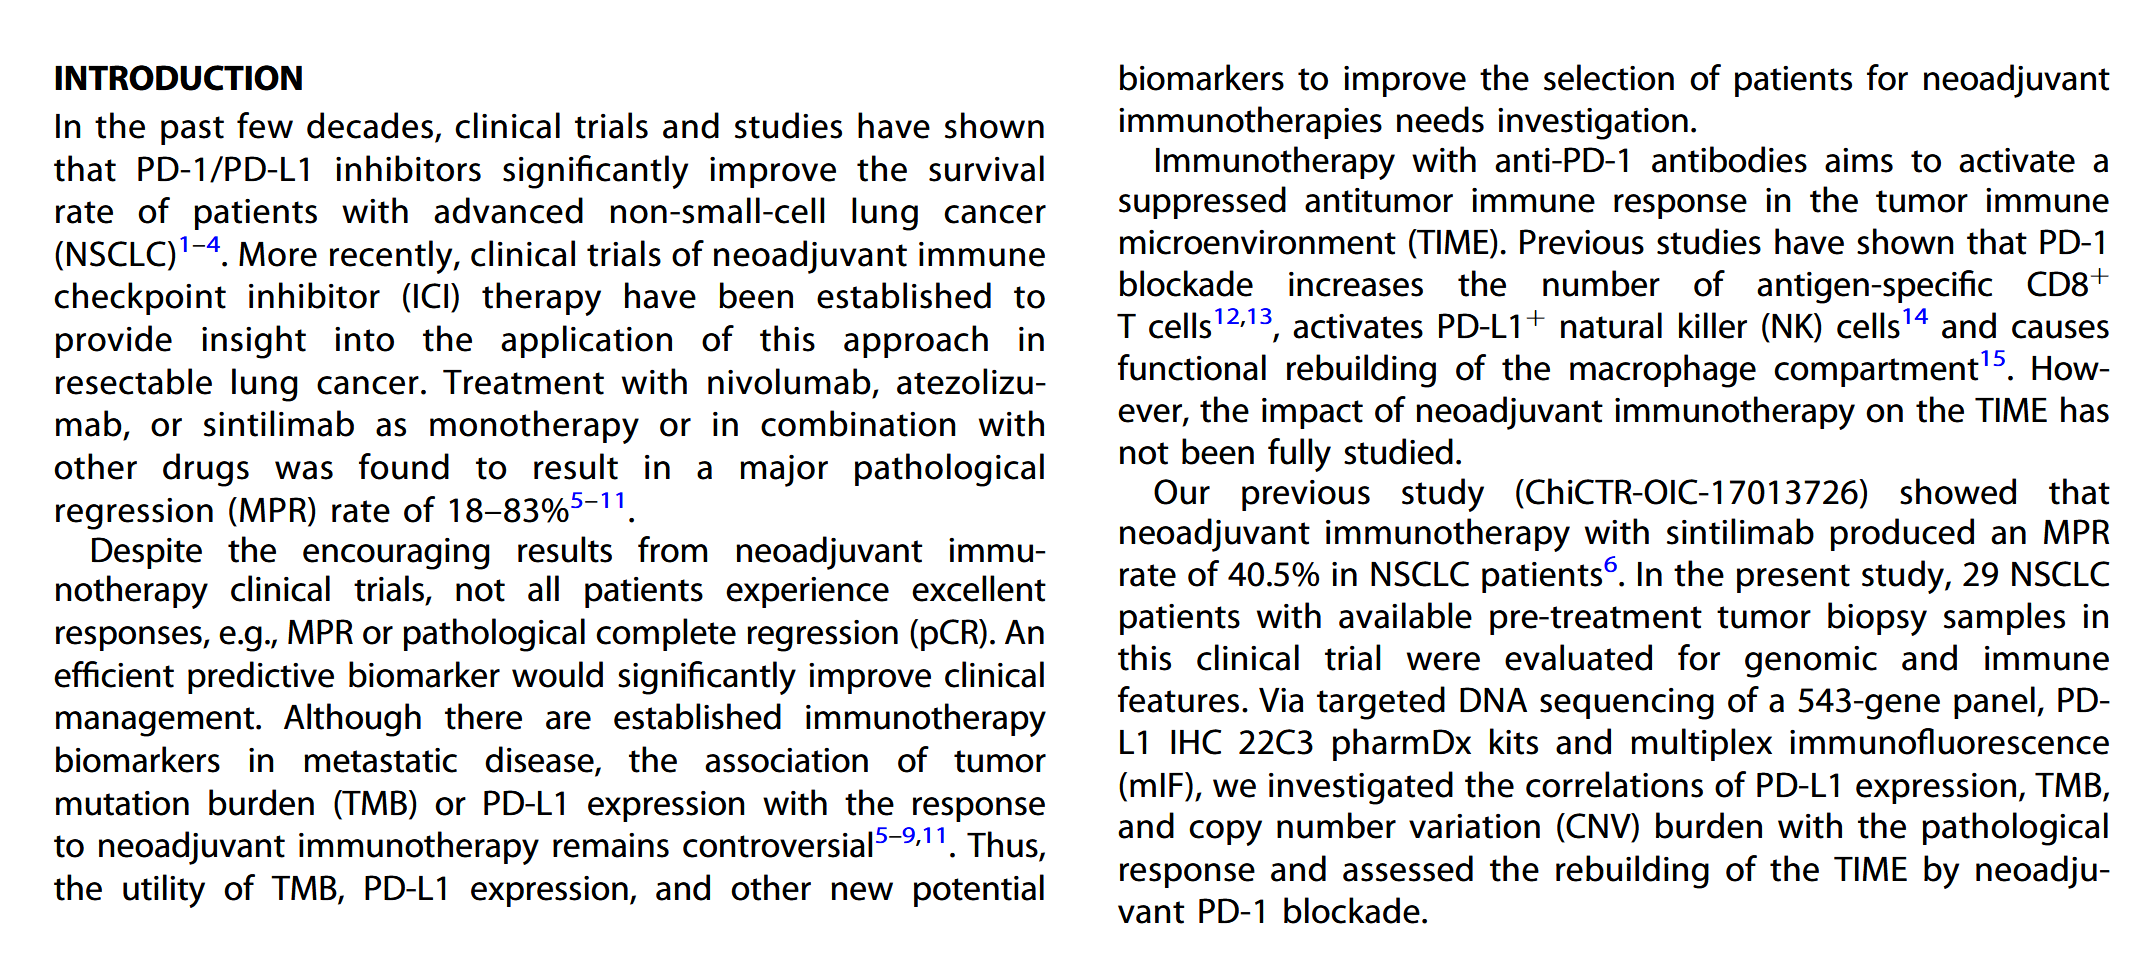 INTRODUCTION
In the past few decades, clinical trials and studies have shown
that PD-1/PD-L1 inhibitors significantly improve the survival
rate of patients with advanced non-small-cell lung cancer
(NSCLC)1–4. More recently, clinical trials of neoadjuvant immune
checkpoint inhibitor (ICI) therapy have been established to
provide insight into the application of this approach in
resectable lung cancer. Treatment with nivolumab, atezolizu-
mab, or sintilimab as monotherapy or in combination with
other drugs was found to result in a major pathological
regression (MPR) rate of 18–83%5–11.
Despite the encouraging results from neoadjuvant immu-
notherapy clinical trials, not all patients experience excellent
responses, e.g., MPR or pathological complete regression (pCR). An
efficient predictive biomarker would significantly improve clinical
management. Although there are established immunotherapy
biomarkers in metastatic disease, the association of tumor
mutation burden (TMB) or PD-L1 expression with the response
to neoadjuvant immunotherapy remains controversial5–9,11. Thus,
the utility of TMB, PD-L1 expression, and other new potential
biomarkers to improve the selection of patients for neoadjuvant
immunotherapies needs investigation.
Immunotherapy with anti-PD-1 antibodies aims to activate a
suppressed antitumor immune response in the tumor immune
microenvironment (TIME). Previous studies have shown that PD-1
blockade increases the number of antigen-specific CD8+
T cells12,13, activates PD-L1+ natural killer (NK) cells14 and causes
functional rebuilding of the macrophage compartment15. How-
ever, the impact of neoadjuvant immunotherapy on the TIME has
not been fully studied.
Our previous study (ChiCTR-OIC-17013726) showed that
neoadjuvant immunotherapy with sintilimab produced an MPR
rate of 40.5% in NSCLC patients6. In the present study, 29 NSCLC
patients with available pre-treatment tumor biopsy samples in
this clinical trial were evaluated for genomic and immune
features. Via targeted DNA sequencing of a 543-gene panel, PD-
L1 IHC 22C3 pharmDx kits and multiplex immunofluorescence
(mIF), we investigated the correlations of PD-L1 expression, TMB,
and copy number variation (CNV) burden with the pathological
response and assessed the rebuilding of the TIME by neoadju-
vant PD-1 blockade.